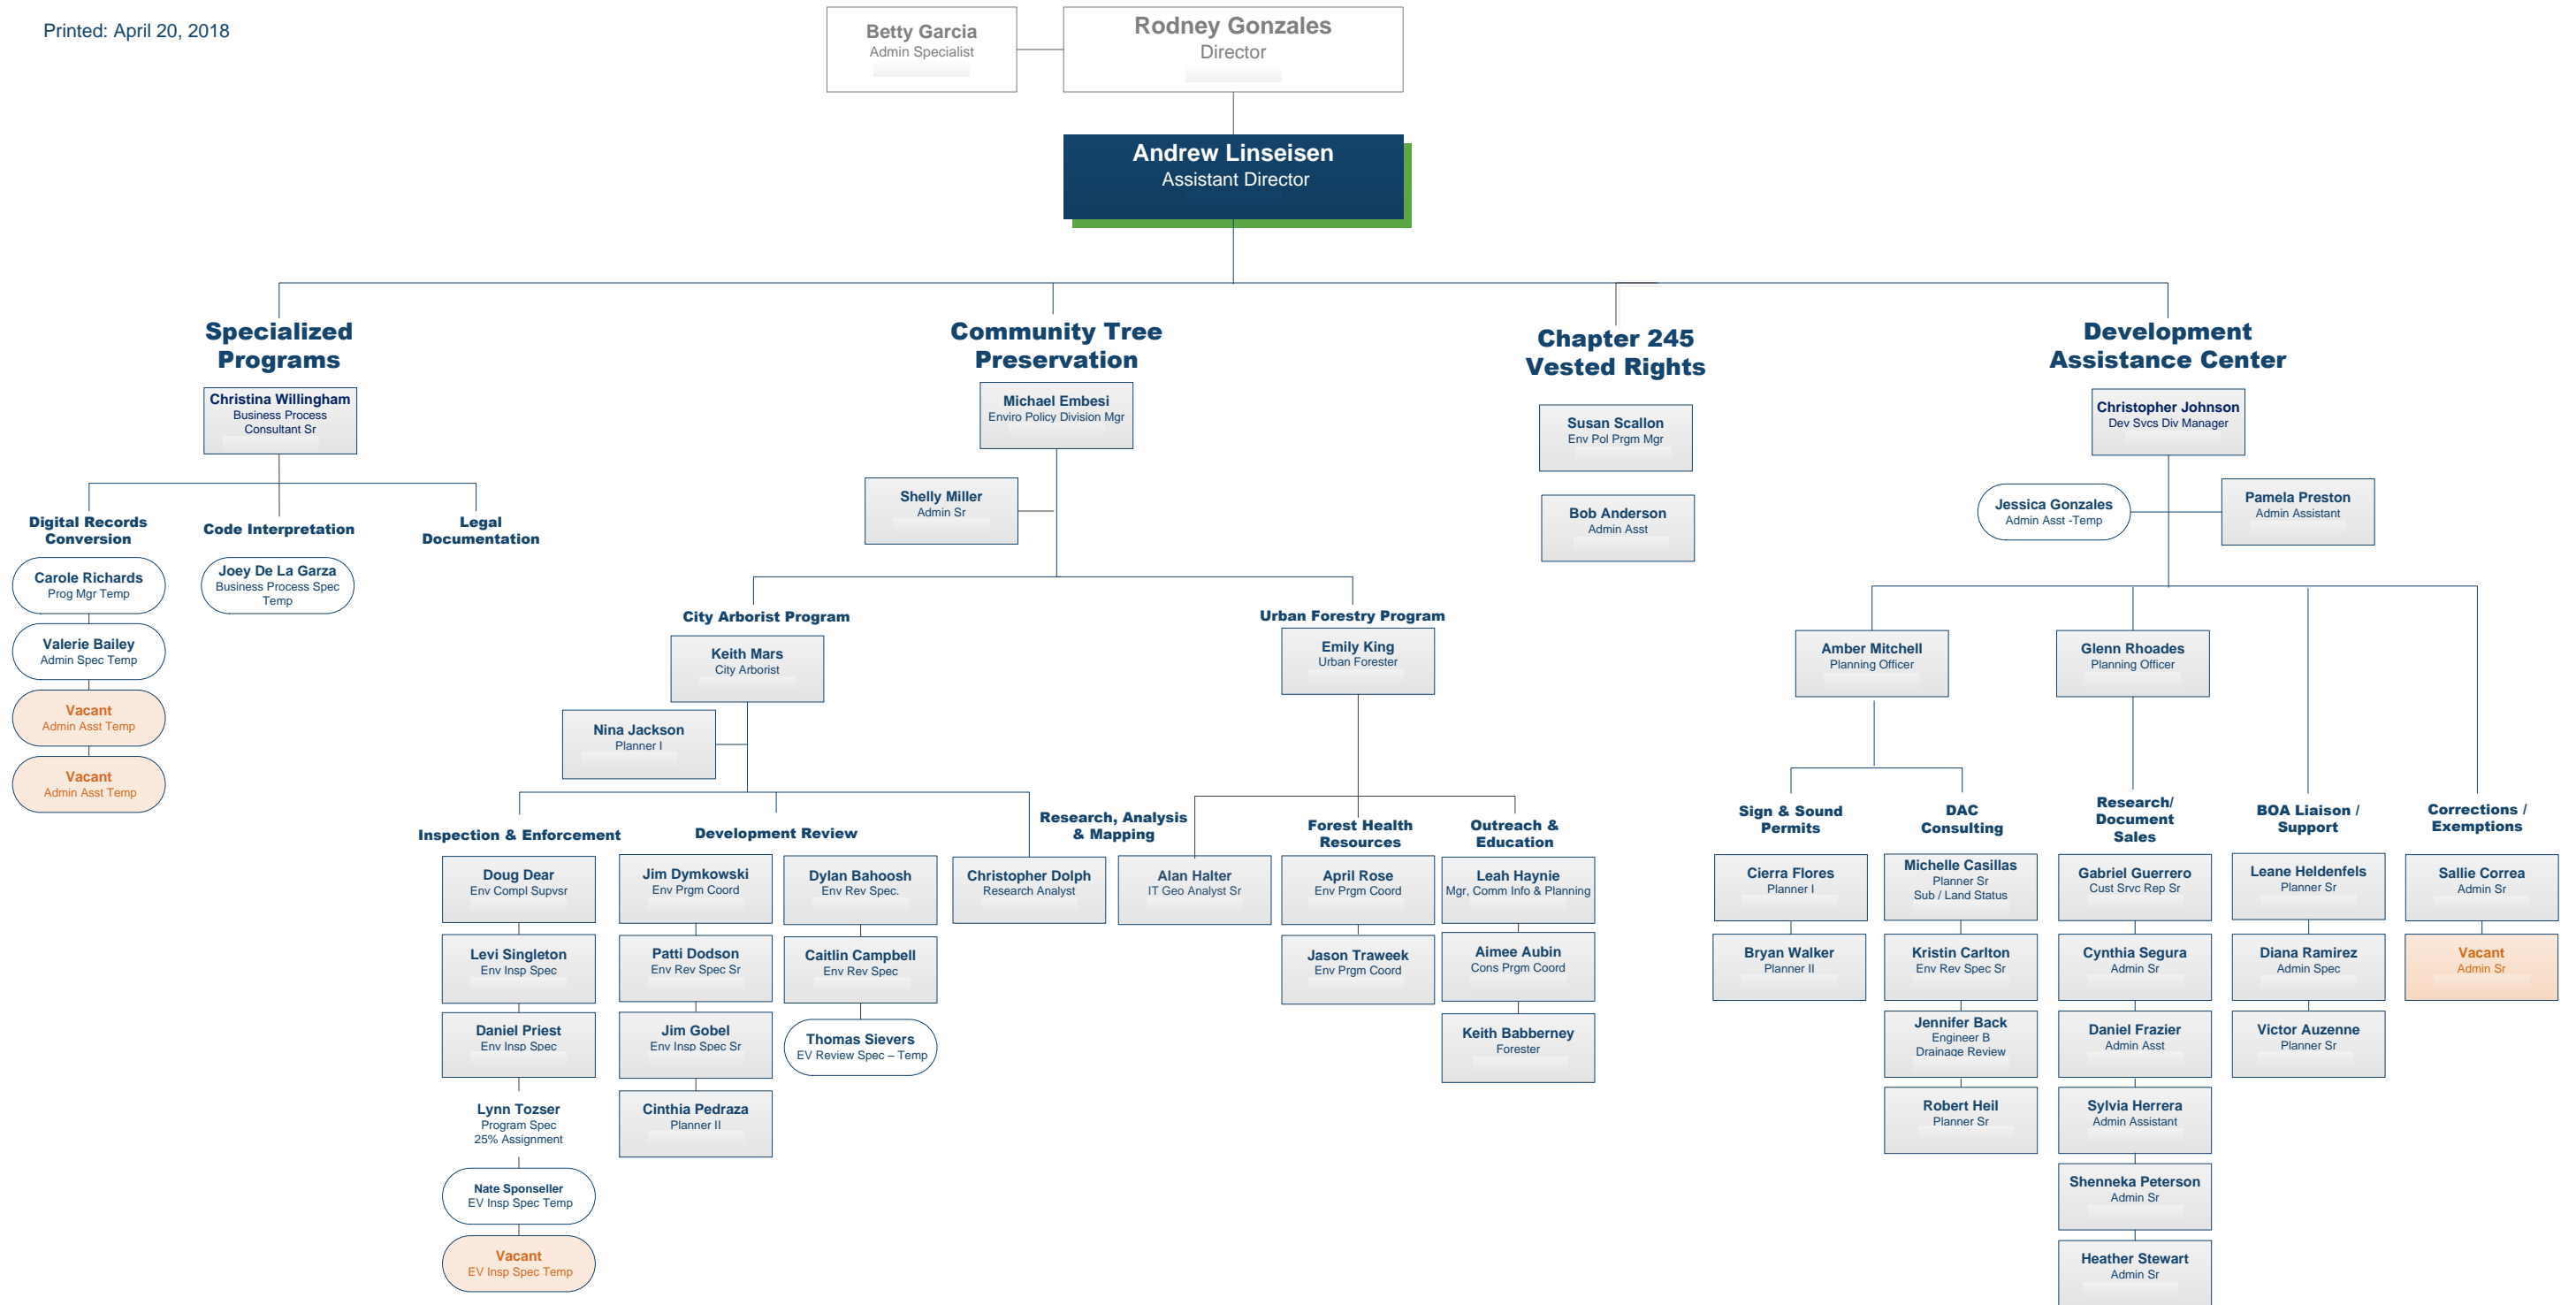 Printed: April 20, 2018
Betty Garcia
Admin Specialist
Rodney Gonzales
Director
Andrew Linseisen
Assistant Director
Specialized
Programs
Christina Willingham
Business Process
Consultant Sr
Digital Records
Conversion
Carole Richards
Prog Mgr Temp
Valerie Bailey
Admin Spec Temp
Vacant
Admin Asst Temp
Vacant
Admin Asst Temp
Code Interpretation
Joey De La Garza
Business Process Spec
Temp
Legal
Documentation
Community Tree
Preservation
Michael Embesi
Enviro Policy Division Mgr
Shelly Miller
Admin Sr
City Arborist Program
Keith Mars
City Arborist
Nina Jackson
Planner I
Inspection & Enforcement
Doug Dear
Env Compl Supvsr
Levi Singleton
Env Insp Spec
Daniel Priest
Env Insp Spec
Lynn Tozser
Program Spec
25% Assignment
Nate Sponseller
EV Insp Spec Temp
Vacant
EV Insp Spec Temp
Development Review
Jim Dymkowski
Env Prgm Coord
Patti Dodson
Env Rev Spec Sr
Jim Gobel
Env Insp Spec Sr
Cinthia Pedraza
Planner II
Dylan Bahoosh
Env Rev Spec.
Caitlin Campbell
Env Rev Spec
Thomas Sievers
EV Review Spec – Temp
Research, Analysis
& Mapping
Christopher Dolph
Research Analyst
Alan Halter
IT Geo Analyst Sr
Urban Forestry Program
Emily King
Urban Forester
Forest Health
Resources
April Rose
Env Prgm Coord
Jason Traweek
Env Prgm Coord
Outreach &
Education
Leah Haynie
Mgr, Comm Info & Planning
Aimee Aubin
Cons Prgm Coord
Keith Babberney
Forester
Chapter 245
Vested Rights
Susan Scallon
Env Pol Prgm Mgr
Bob Anderson
Admin Asst
Development
Assistance Center
Christopher Johnson
Dev Svcs Div Manager
Jessica Gonzales
Admin Asst -Temp
Pamela Preston
Admin Assistant
Amber Mitchell
Planning Officer
Glenn Rhoades
Planning Officer
Sign & Sound
Permits
Cierra Flores
Planner I
Bryan Walker
Planner II
DAC
Consulting
Michelle Casillas
Planner Sr
Sub / Land Status
Kristin Carlton
Env Rev Spec Sr
Jennifer Back
Engineer B
Drainage Review
Robert Heil
Planner Sr
Research/
Document
Sales
Gabriel Guerrero
Cust Srvc Rep Sr
Cynthia Segura
Admin Sr
Daniel Frazier
Admin Asst
Sylvia Herrera
Admin Assistant
Shenneka Peterson
Admin Sr
Heather Stewart
Admin Sr
BOA Liaison /
Support
Leane Heldenfels
Planner Sr
Diana Ramirez
Admin Spec
Victor Auzenne
Planner Sr
Corrections /
Exemptions
Sallie Correa
Admin Sr
Vacant
Admin Sr